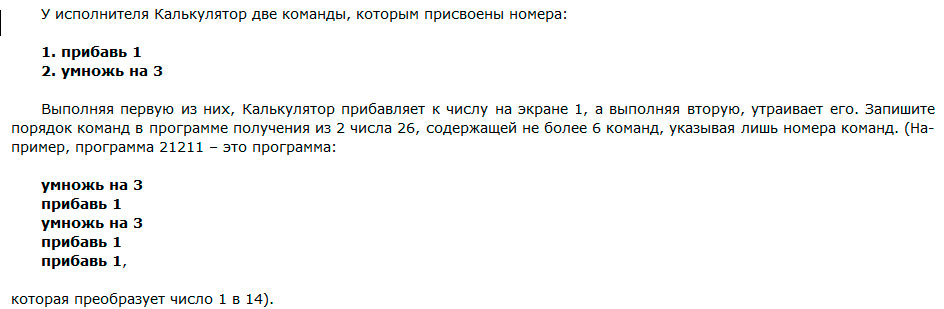 У исполнителя Калькулятор две команды, которым присвоены номера:
1. прибавь 1
2. умножь на 3
Выполняя первую из них, Калькулятор прибавляет к числу на экране 1, а выполняя вторую, утраивает его. Запишите
порядок команд в программе получения из 2 числа 26, содержащей не более 6 команд, указывая лишь номера команд. (На-
пример, программа 21211 – это программа:
умножь на 3
прибавь 1
умножь на 3
прибавь 1
прибавь 1,
которая преобразует число 1 в 14).